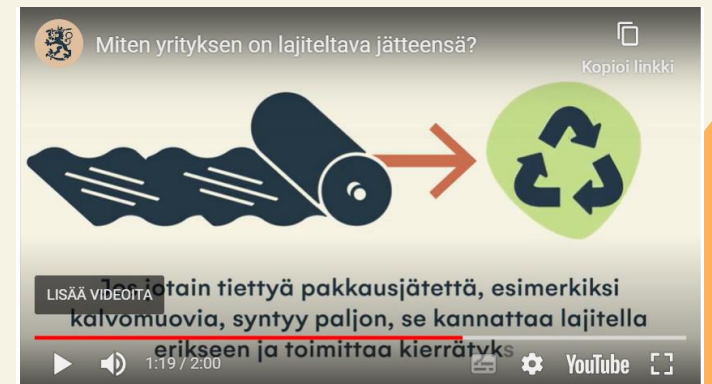 Miten yrityksen on lajiteltava jätteensä?
Kopioi linkki
jotain tiettyä pakkausjätettä, esimerkiksi
LISÄÄ VIDEOITA
kalvomuovia, syntyy paljon, se kannattaa lajitella
erikseen ja toimittaa
1:19 / 2:00
YouTube